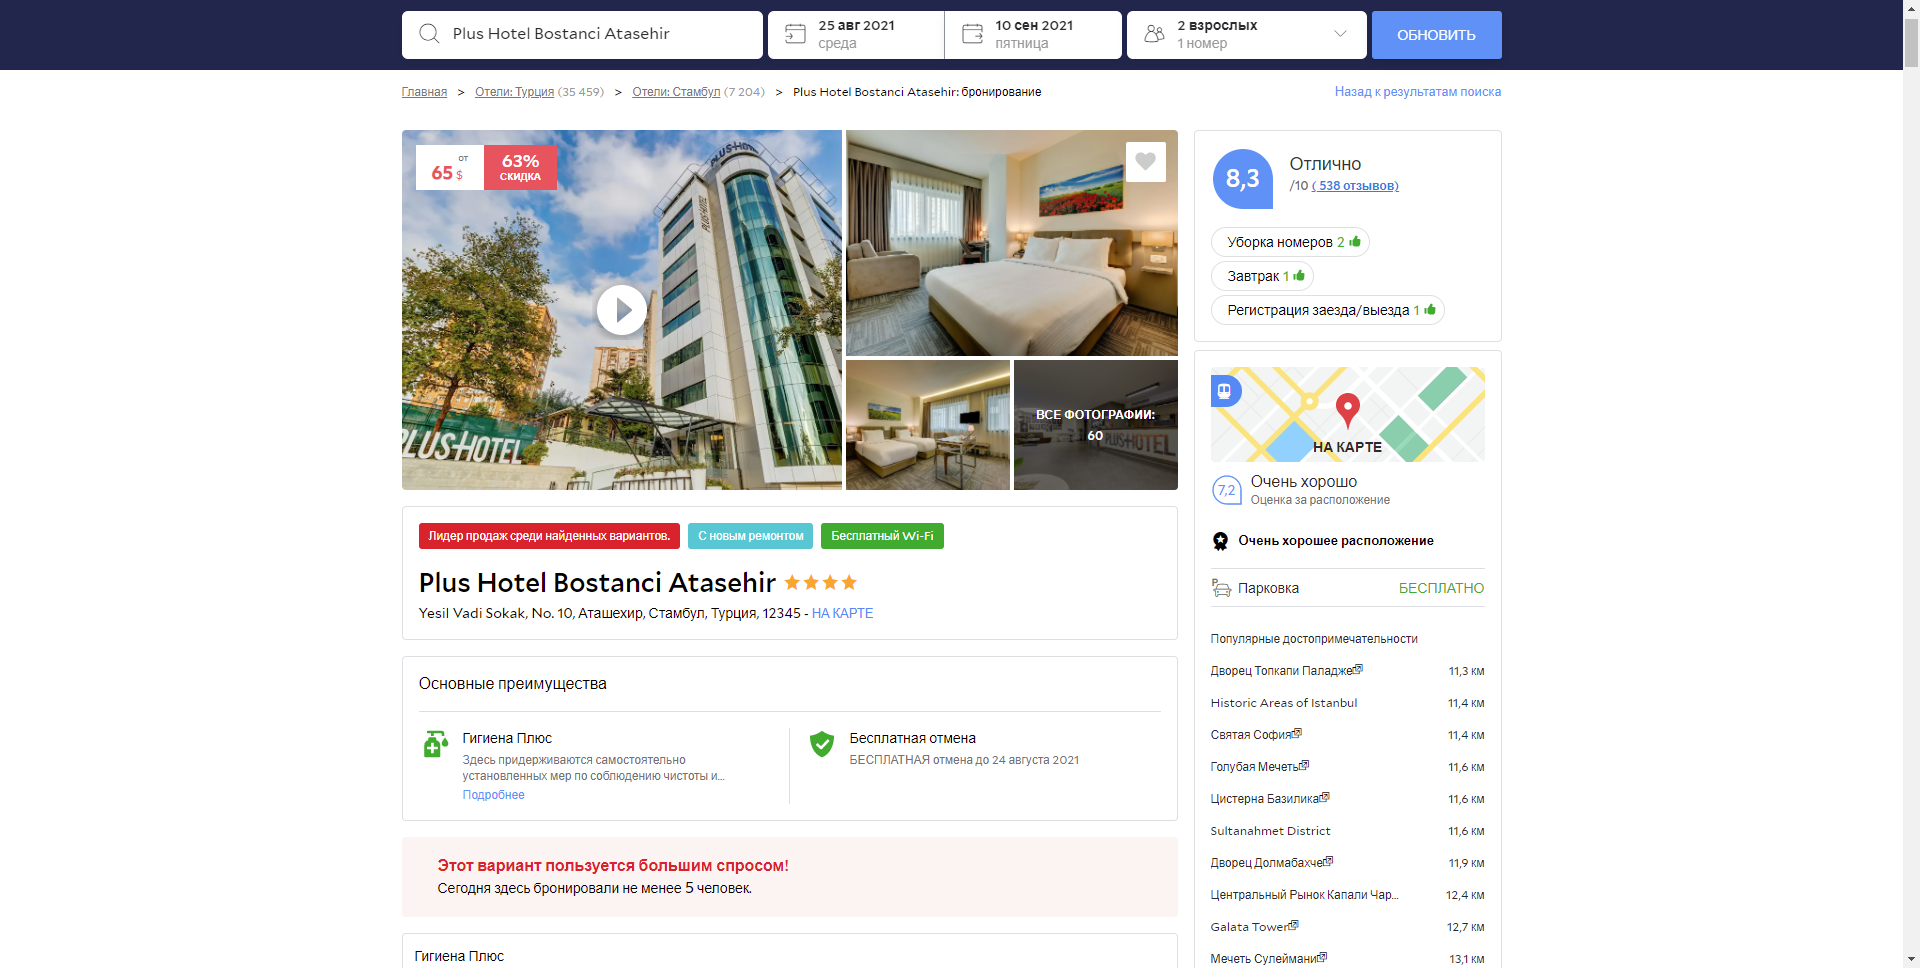 Plus Hotel Bostanci Atasehir
25 авг 2021
среда
10 сен 2021
пятница
2 взрослых
1 номер
ОБНОВИТЬ
Главная > Отели: Турция (35 459) > Отели: Стамбул (7 204) > Plus Hotel Bostanci Atasehir: бронирование
Назад к результатам поиска
от
65 $
63%
СКИДКА
PLUS HOTEL
PLUS HOTEL
PLUS HOTEL
ВСЕ ФОТОГРАФИИ:
60
PLUS HOTEL
8,3
Отлично
/10 ( 538 отзывов)
Уборка номеров 2
Завтрак 1
Регистрация заезда/выезда 1
НА КАРТЕ
7,2
Очень хорошо
Оценка за расположение
Очень хорошее расположение
P
Парковка
БЕСПЛАТНО
Популярные достопримечательности
Дворец Топкапи Паладже 11,3 км
Historic Areas of Istanbul 11,4 км
Святая София 11,4 км
Голубая Мечеть 11,6 км
Цистерна Базилика 11,6 км
Sultanahmet District 11,6 км
Дворец Долмабахче 11,9 км
Центральный Рынок Капали Чар... 12,4 км
Galata Tower 12,7 км
Мечеть Сулеймани 13,1 км
Лидер продаж среди найденных вариантов.
С новым ремонтом
Бесплатный Wi-Fi
Plus Hotel Bostanci Atasehir
Yesil Vadi Sokak, No. 10, Аташехир, Стамбул, Турция, 12345 - НА КАРТЕ
Основные преимущества
Гигиена Плюс
Здесь придерживаются самостоятельно
установленных мер по соблюдению чистоты и...
Подробнее
Бесплатная отмена
БЕСПЛАТНАЯ отмена до 24 августа 2021
Этот вариант пользуется большим спросом!
Сегодня здесь бронировали не менее 5 человек.
Гигиена Плюс